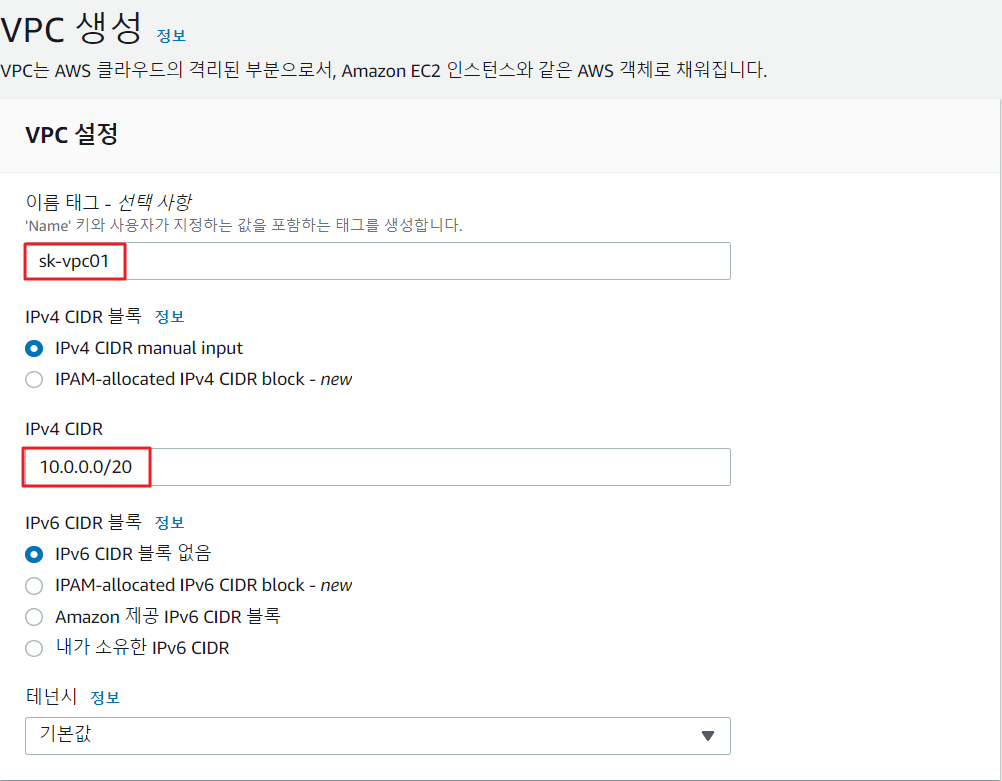 VPC 생성 정보
VPC는 AWS 클라우드의 격리된 부분으로서, Amazon EC2 인스턴스와 같은 AWS 객체로 채워집니다.
VPC 설정
이름 태그 - 선택 사항
'Name' 키와 사용자가 지정하는 값을 포함하는 태그를 생성합니다.
sk-vpc01
IPv4 CIDR 블록 정보
IPv4 CIDR manual input
IPAM-allocated IPv4 CIDR block - new
IPv4 CIDR
10.0.0.0/20
IPv6 CIDR 블록 정보
IPv6 CIDR 블록 없음
IPAM-allocated IPv6 CIDR block - new
Amazon 제공 IPv6 CIDR 블록
내가 소유한 IPv6 CIDR
테넌시 정보
기본값